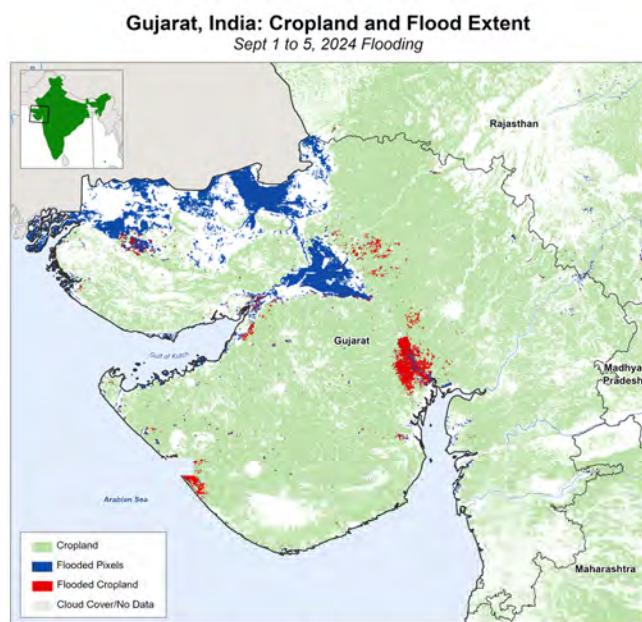 Gujarat, India: Cropland and Flood Extent
Sept 1 to 5, 2024 Flooding
Rajasthan
Gulf of Kutch
Gujarat
Madhya
Pradesh
Arabian Sea
Cropland
Flooded Pixels
Flooded Cropland
Cloud Cover/No Data
Maharashtra